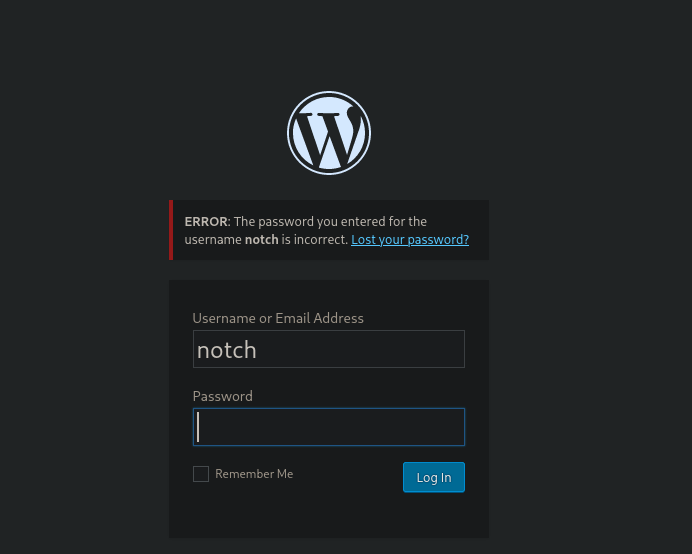 ERROR: The password you entered for the
username notch is incorrect. Lost your password?
Username or Email Address
notch
Password
Remember Me
Log In